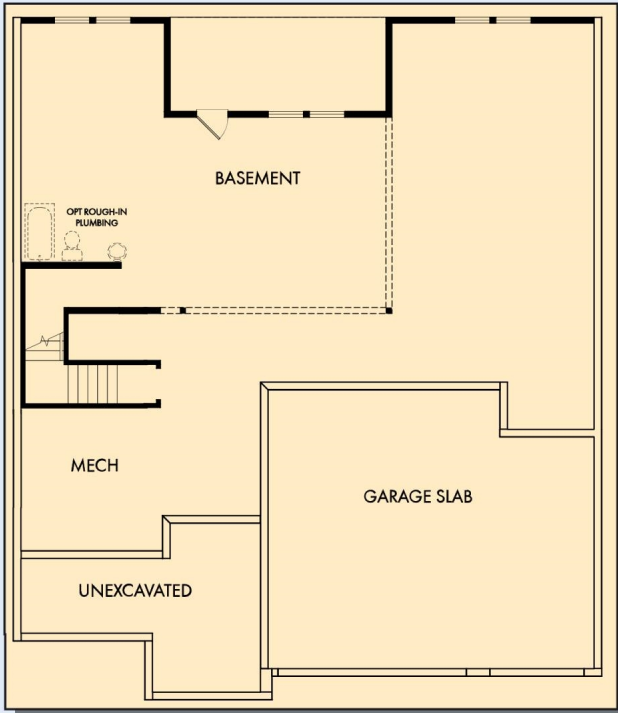 BASEMENT
OPT ROUGH-IN
PLUMBING
MECH
GARAGE SLAB
UNEXCAVATED